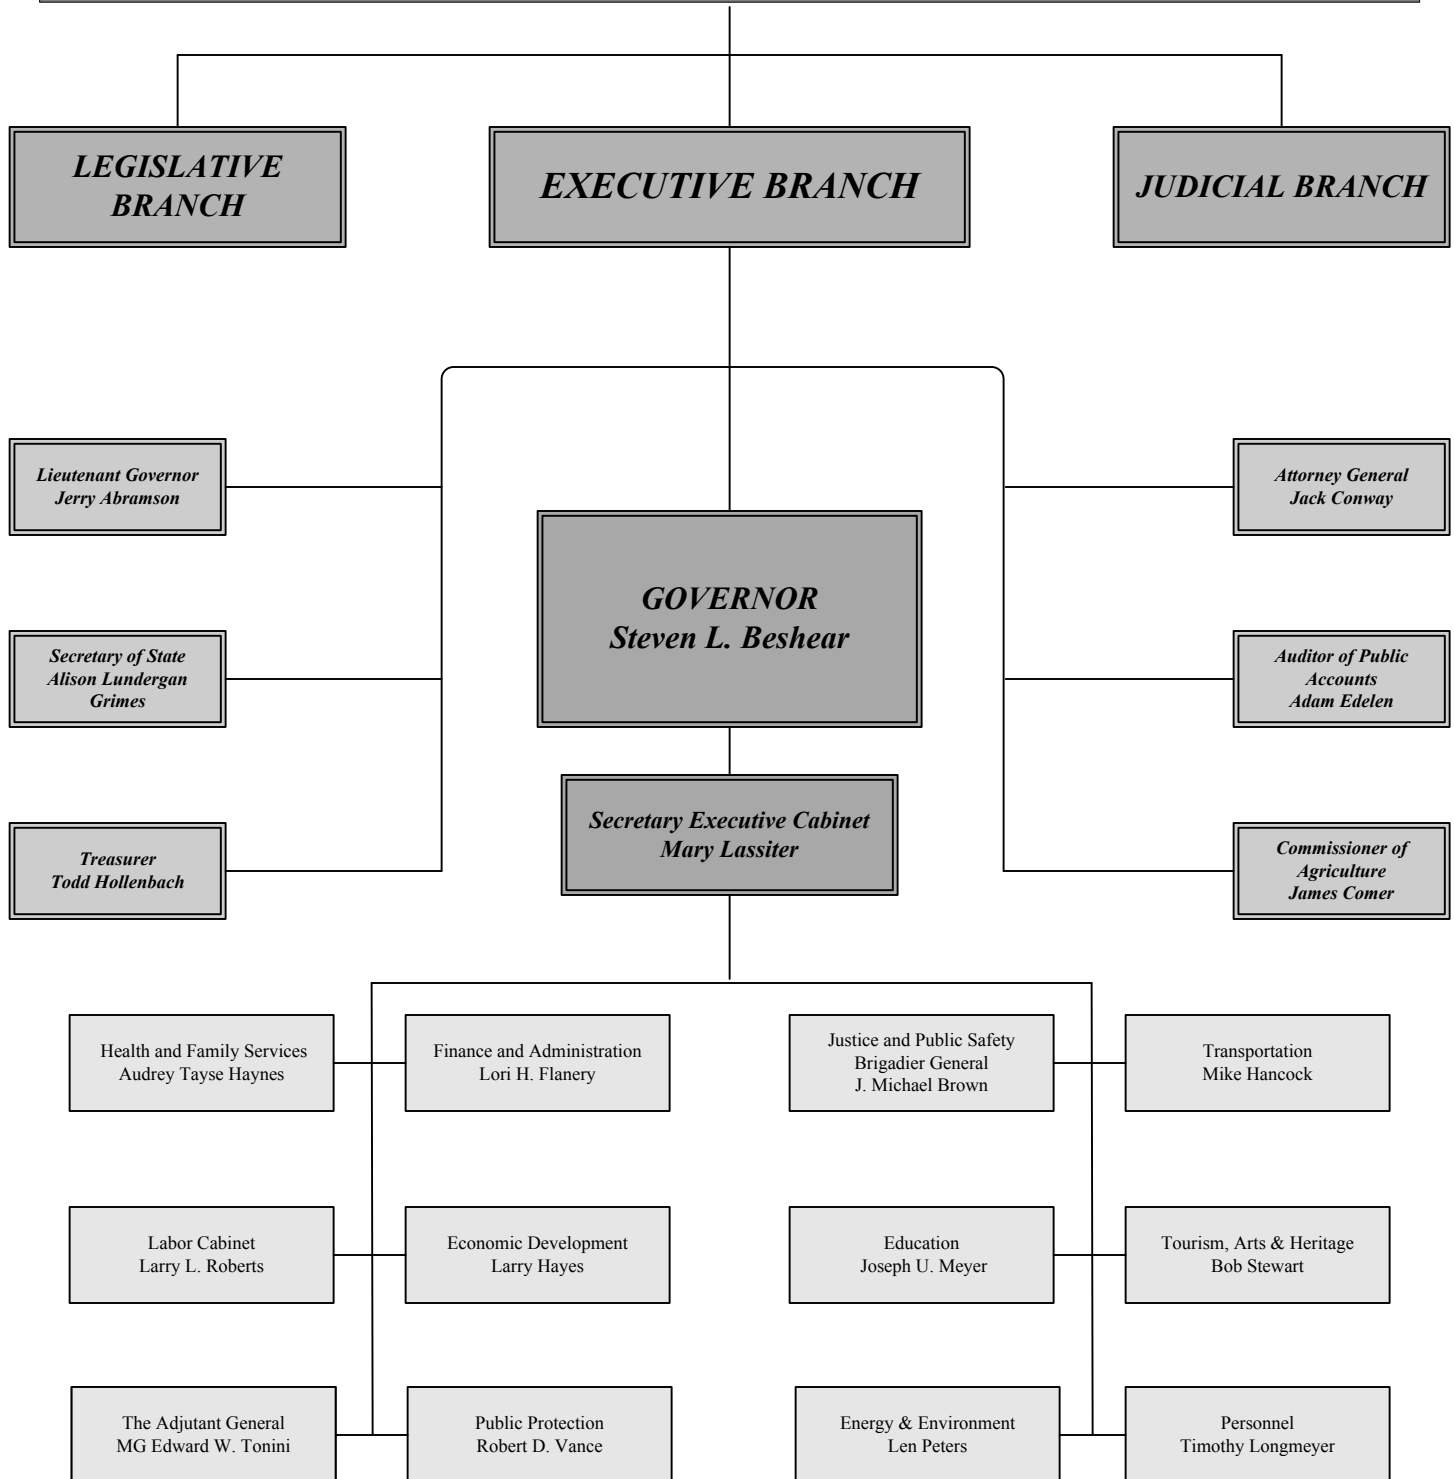 LEGISLATIVE
BRANCH
EXECUTIVE BRANCH
JUDICIAL BRANCH
Lieutenant Governor
Jerry Abramson
Attorney General
Jack Conway
GOVERNOR
Steven L. Beshear
Secretary of State
Alison Lundergan
Grimes
Auditor of Public
Accounts
Adam Edelen
Secretary Executive Cabinet
Mary Lassiter
Treasurer
Todd Hollenbach
Commissioner of
Agriculture
James Comer
Health and Family Services
Audrey Tayse Haynes
Finance and Administration
Lori H. Flanery
Justice and Public Safety
Brigadier General
J. Michael Brown
Transportation
Mike Hancock
Labor Cabinet
Larry L. Roberts
Economic Development
Larry Hayes
Education
Joseph U. Meyer
Tourism, Arts & Heritage
Bob Stewart
The Adjutant General
MG Edward W. Tonini
Public Protection
Robert D. Vance
Energy & Environment
Len Peters
Personnel
Timothy Longmeyer